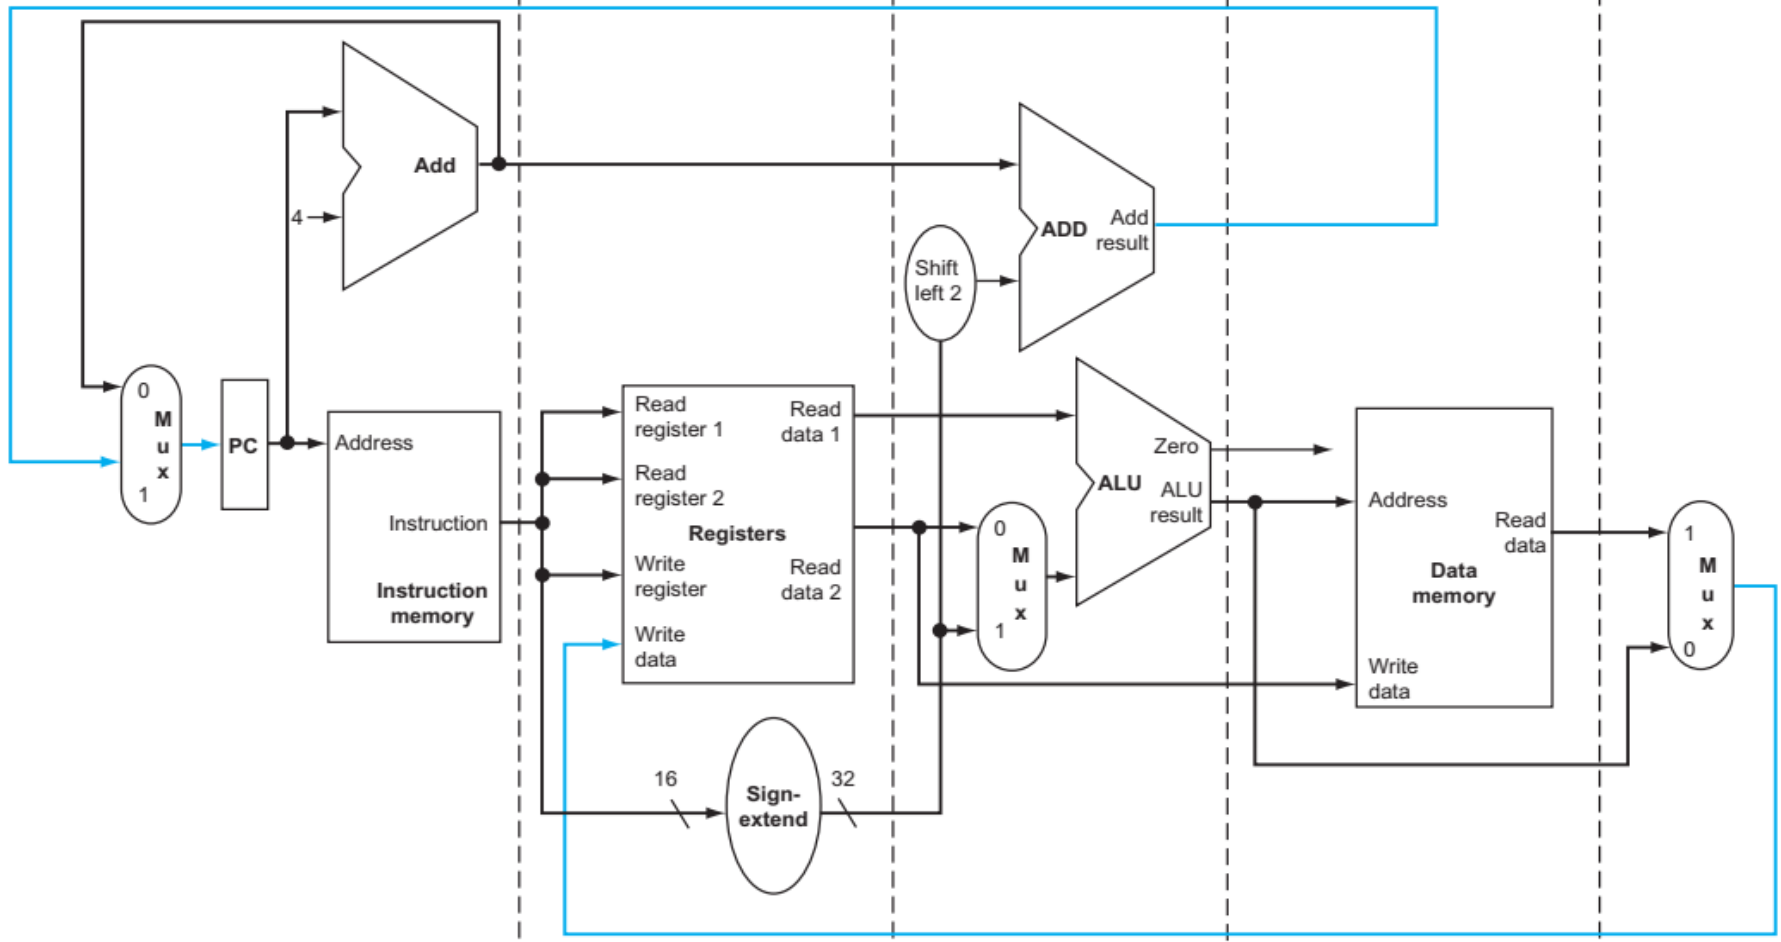 Add
4
ADD
Add
result
Shift
left 2
0
M
u
x
1
PC
Address
Instruction
Instruction
memory
Read
register 1
Read
register 2
Registers
Write
register
Write
data
Read
data 1
Read
data 2
16
Sign-
extend
32
0
M
u
x
1
Zero
ALU
ALU
result
Address
Read
data
Data
memory
Write
data
1
M
u
x
0